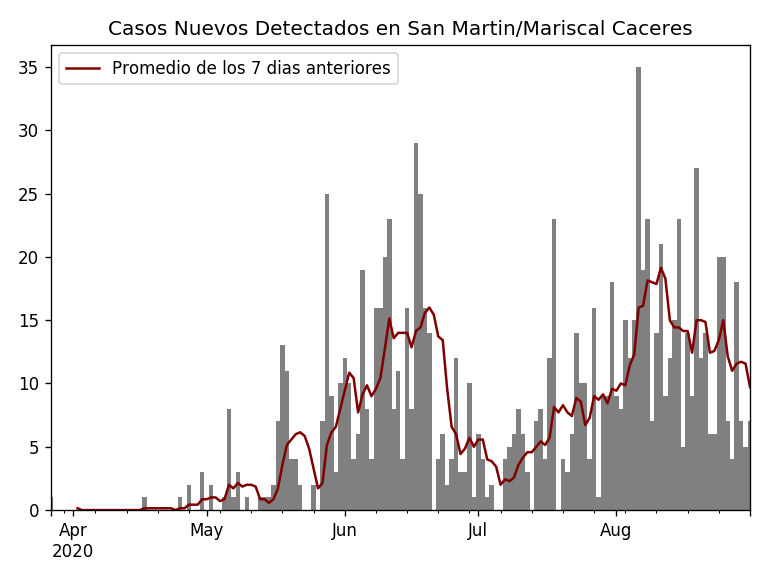 Casos Nuevos Detectados en San Martin/Mariscal Caceres
Promedio de los 7 dias anteriores
35
30
25
20
15
10
5
0
Apr
2020
May
Jun
Jul
Aug